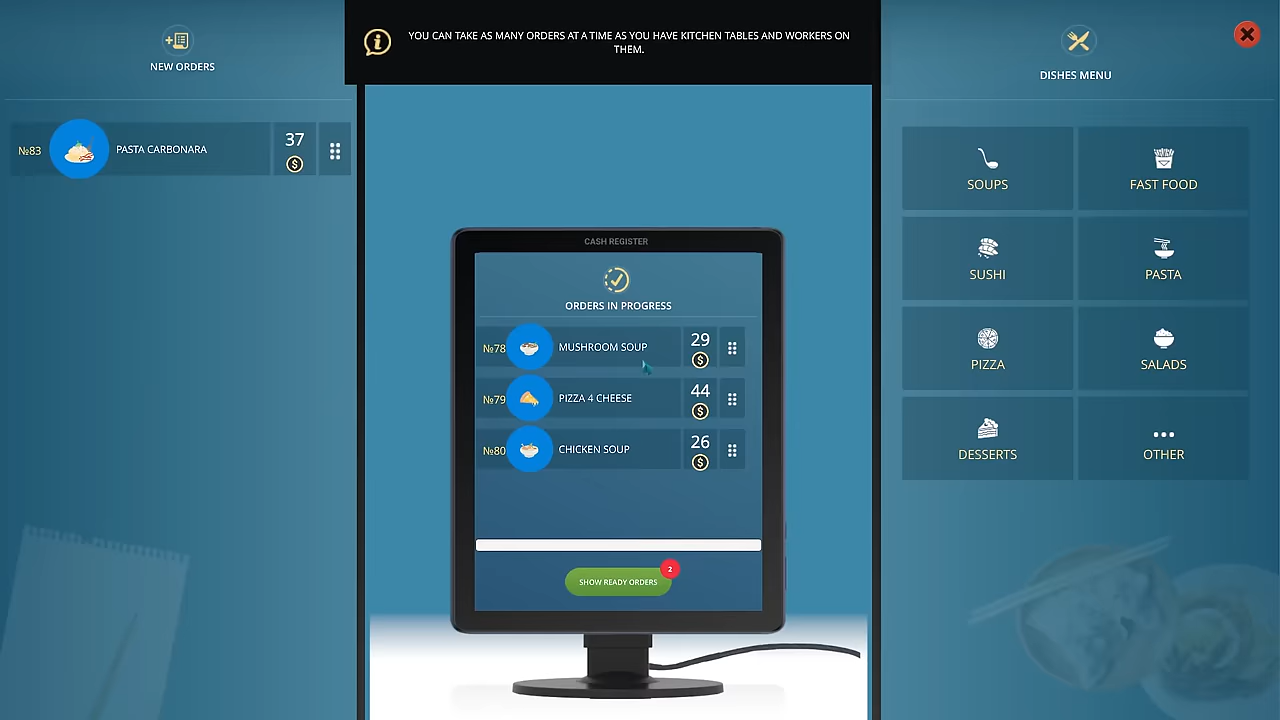 NEW ORDERS
№83
PASTA CARBONARA
37
$
YOU CAN TAKE AS MANY ORDERS AT A TIME AS YOU HAVE KITCHEN TABLES AND WORKERS ON
THEM.
CASH REGISTER
ORDERS IN PROGRESS
№78
MUSHROOM SOUP
29
$
№79
PIZZA 4 CHEESE
44
$
№80
CHICKEN SOUP
26
$
SHOW READY ORDERS
2
DISHES MENU
SOUPS
FAST FOOD
SUSHI
PASTA
PIZZA
SALADS
DESSERTS
OTHER